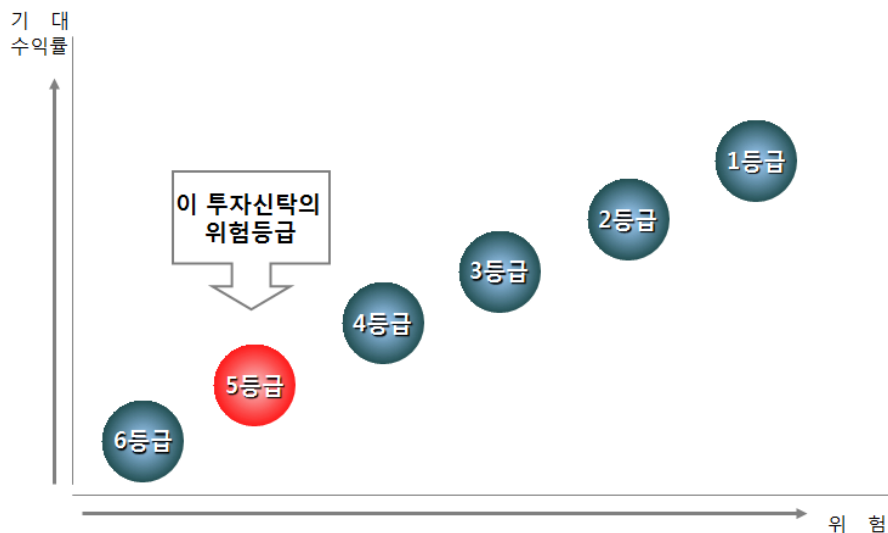 기 대
수익률
1등급
이 투자신탁의
위험등급
2등급
3등급
4등급
5등급
6등급
위 험